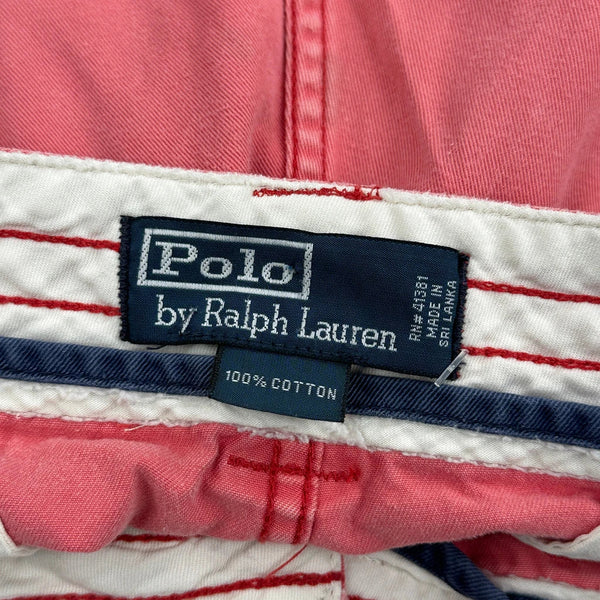 Polo
by Ralph Lauren
RN# 41381
MADE IN
SRI LANKA
100% COTTON